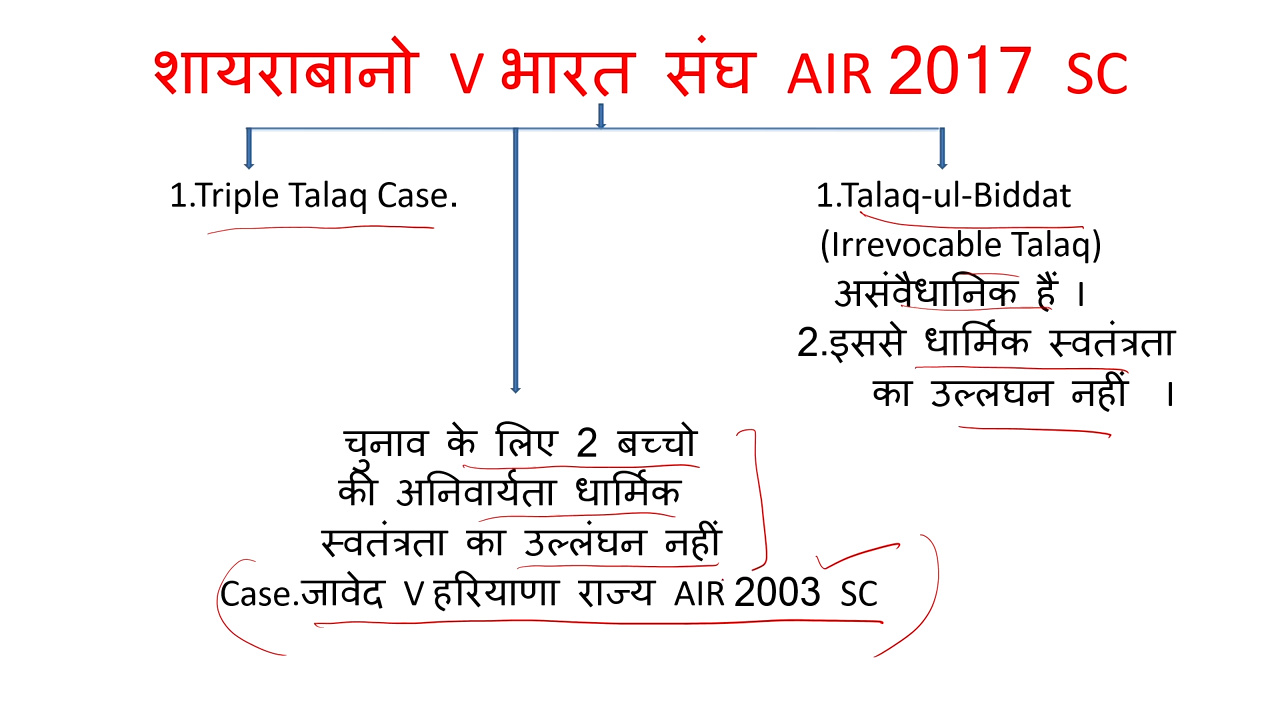 शायराबानो V भारत संघ AIR 2017 SC
1.Triple Talaq Case.
1.Talaq-ul-Biddat
(Irrevocable Talaq)
असंवैधानिक हैं ।
2.इससे धार्मिक स्वतंत्रता
का उल्लघन नहीं ।
चुनाव के लिए 2 बच्चो
की अनिवार्यता धार्मिक
स्वतंत्रता का उल्लंघन नहीं
Case.जावेद V हरियाणा राज्य AIR 2003 SC